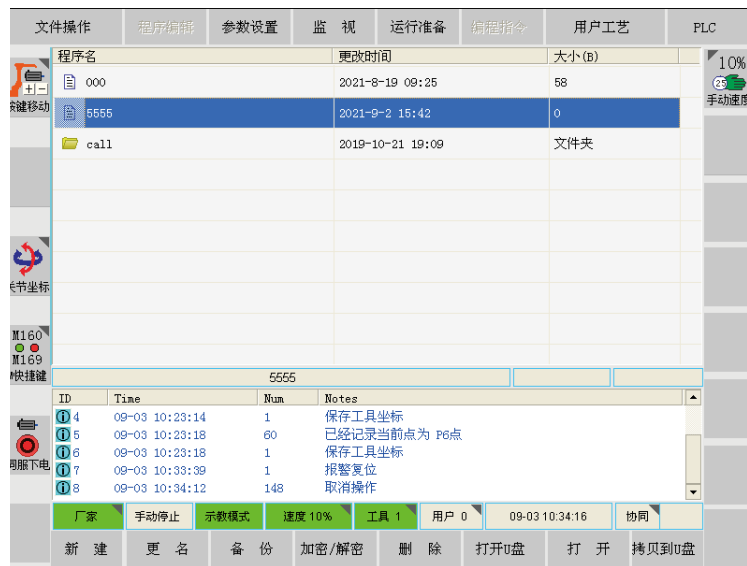 文件操作 程序编辑 参数设置 监 视 运行准备 编程指令 用户工艺 PLC
程序名 更改时间 大小(B)
000 2021-8-19 09:25 58
5555 2021-9-2 15:42 0
call 2019-10-21 19:09 文件夹
+ -
按键移动
关节坐标
M160
M169
快捷键
伺服下电
10%
25
手动速度
5555
ID Time Num Notes
4 09-03 10:23:14 1 保存工具坐标
5 09-03 10:23:18 60 已经记录当前点为 P6点
6 09-03 10:23:18 1 保存工具坐标
7 09-03 10:33:39 1 报警复位
8 09-03 10:34:12 148 取消操作
厂家 手动停止 示教模式 速度 10% 工具 1 用户 0 09-03 10:34:16 协同
新 建 更 名 备 份 加密/解密 删 除 打开U盘 打 开 拷贝到U盘